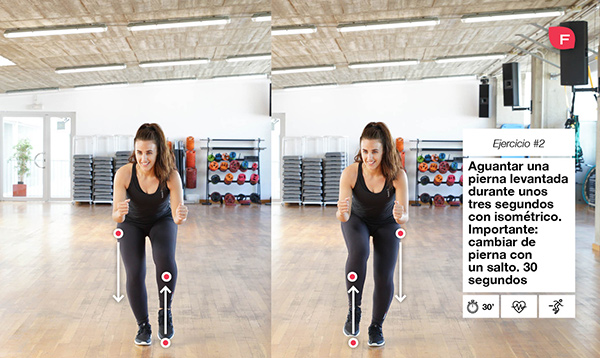 F
Ejercicio #2
Aguantar una
pierna levantada
durante unos
tres segundos
con isométrico.
Importante:
cambiar de
pierna con
un salto. 30
segundos
30'